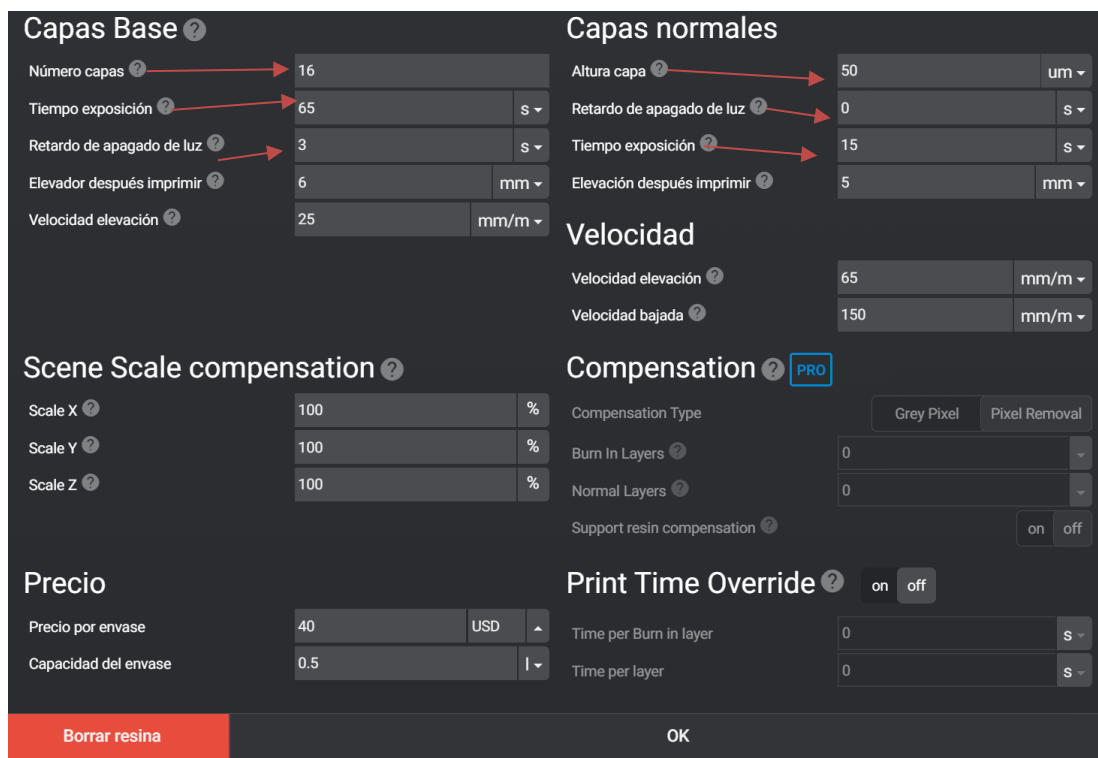 Capas Base ?
Número capas ? 16
Tiempo exposición ? 65 s
Retardo de apagado de luz ? 3 s
Elevador después imprimir ? 6 mm
Velocidad elevación ? 25 mm/m
Capas normales
Altura capa ? 50 um
Retardo de apagado de luz ? 0 s
Tiempo exposición ? 15 s
Elevación después imprimir ? 5 mm
Velocidad
Velocidad elevación ? 65 mm/m
Velocidad bajada ? 150 mm/m
Scene Scale compensation ?
Scale X ? 100 %
Scale Y ? 100 %
Scale Z ? 100 %
Compensation ? PRO
Compensation Type Grey Pixel Pixel Removal
Burn In Layers ? 0
Normal Layers ? 0
Support resin compensation ? on off
Precio
Precio por envase 40 USD
Capacidad del envase 0.5 l
Print Time Override ? on off
Time per Burn in layer 0 s
Time per layer 0 s
Borrar resina OK